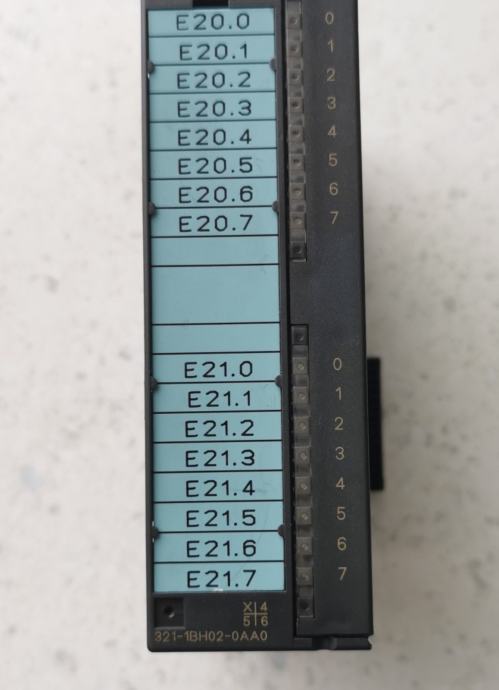 E20.0 0
E20.1 1
E20.2 2
E20.3 3
E20.4 4
E20.5 5
E20.6 6
E20.7 7
E21.0 0
E21.1 1
E21.2 2
E21.3 3
E21.4 4
E21.5 5
E21.6 6
E21.7 7
X 4
5 6
321-1BH02-0AA0